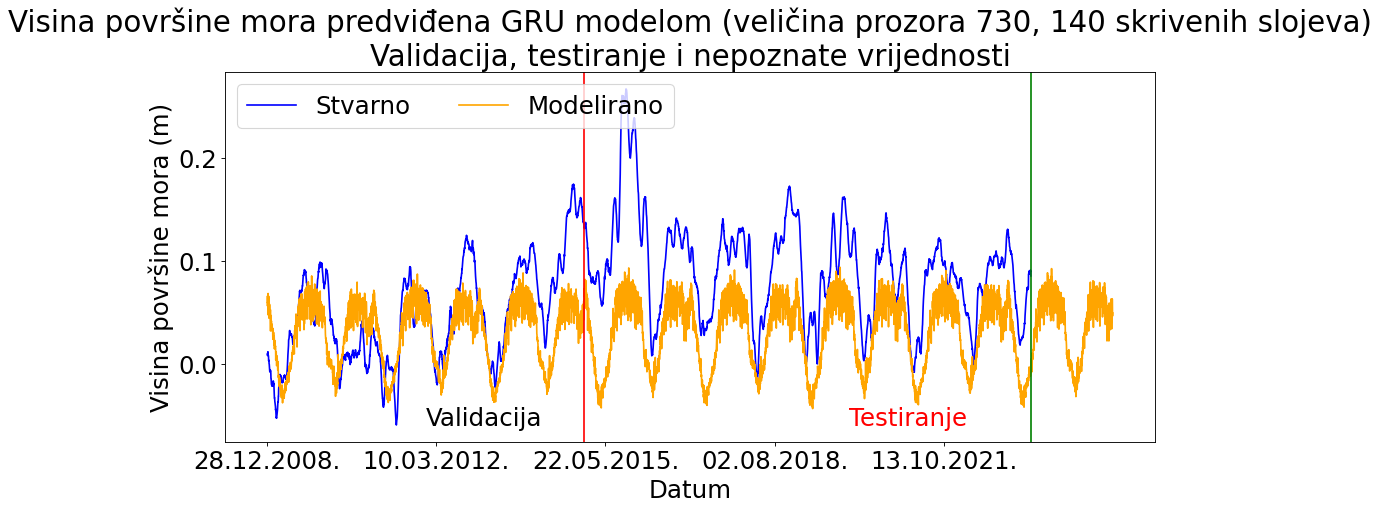 Visina površine mora predviđena GRU modelom (veličina prozora 730, 140 skrivenih slojeva)
Validacija, testiranje i nepoznate vrijednosti
Stvarno
Modelirano
Visina površine mora (m)
0.2
0.1
0.0
Validacija
Testiranje
28.12.2008.
10.03.2012.
22.05.2015.
02.08.2018.
13.10.2021.
Datum